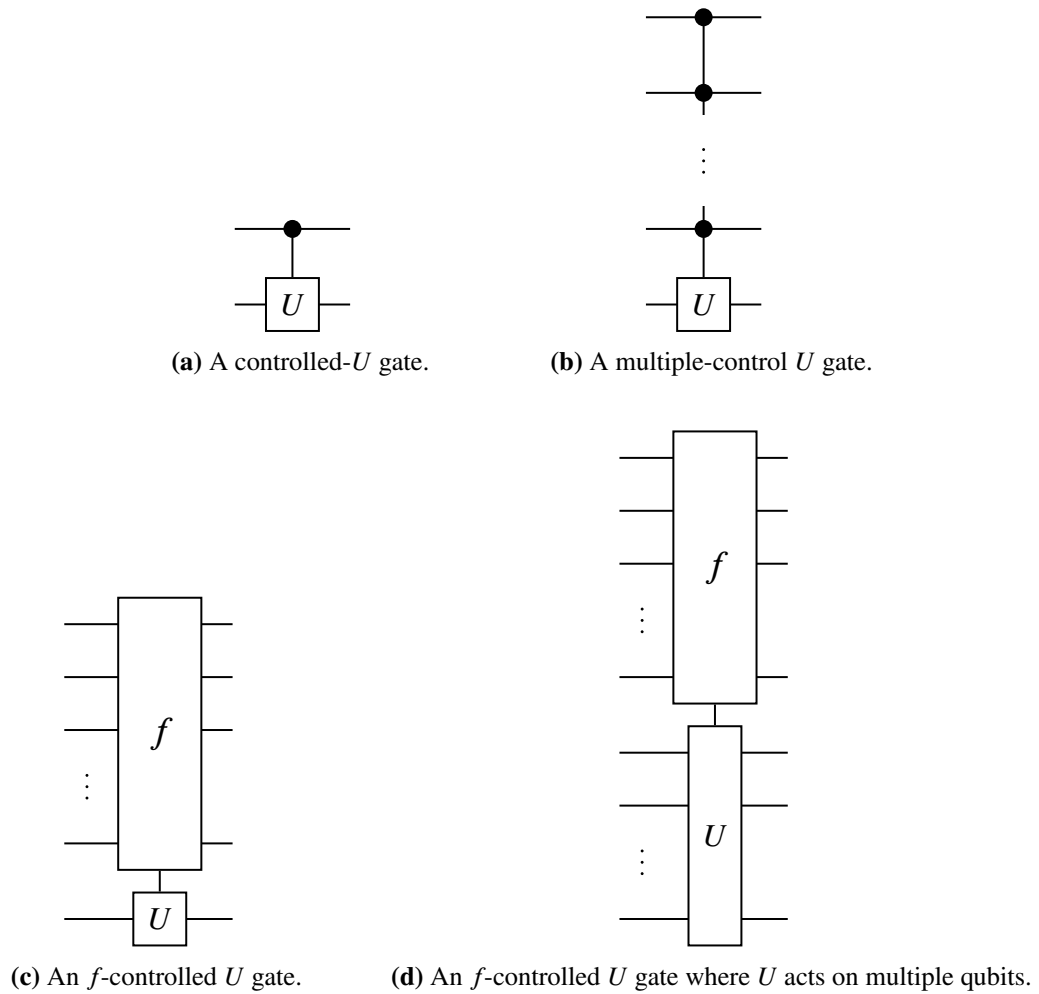 ⋮
U
U
(a) A controlled-U gate.
(b) A multiple-control U gate.
f
⋮
f
⋮
U
⋮
U
(c) An f-controlled U gate.
(d) An f-controlled U gate where U acts on multiple qubits.